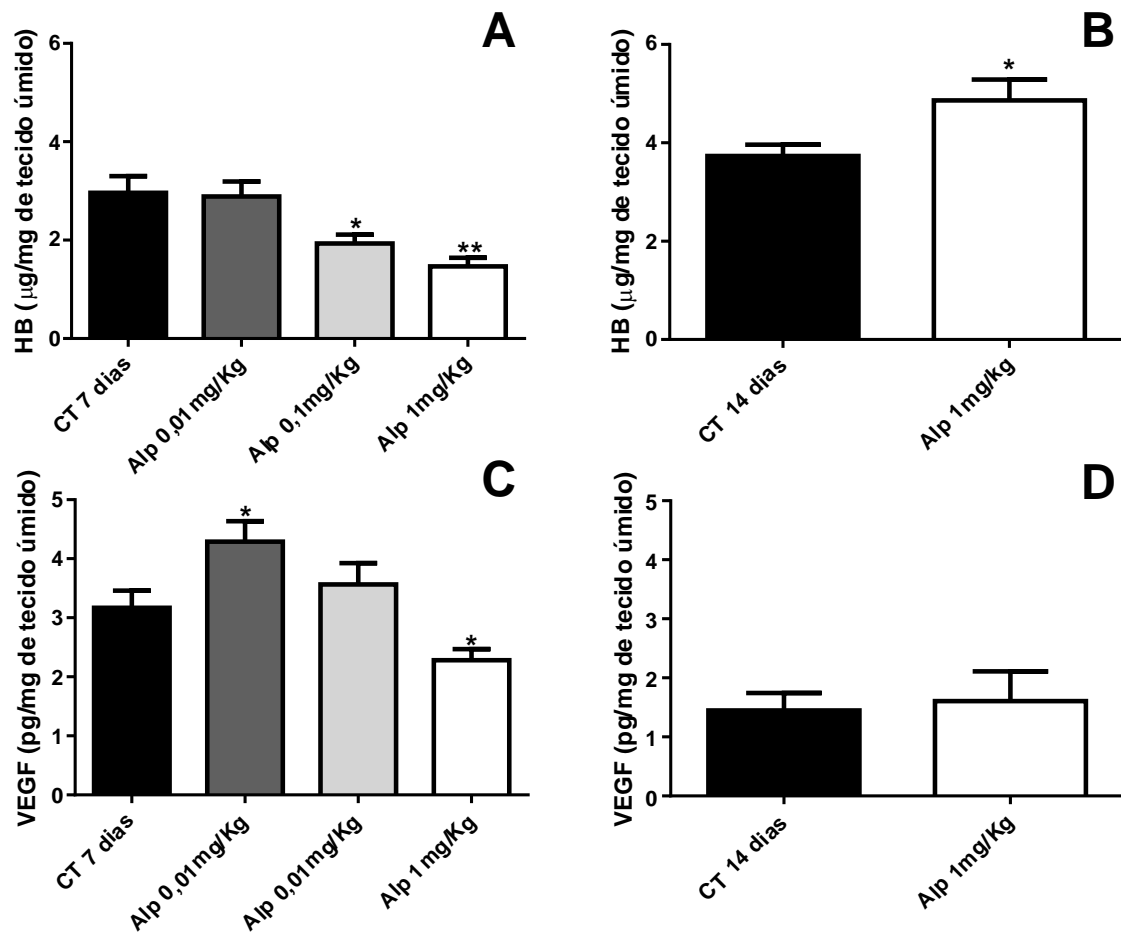 A
HB (µg/mg de tecido úmido)
6
4
2
0
*
**
CT 7 dias
Alp 0,01mg/Kg
Alp 0,1mg/Kg
Alp 1mg/Kg
B
HB (µg/mg de tecido úmido)
6
4
2
0
*
CT 14 dias
Alp 1mg/kg
C
VEGF (pg/mg de tecido úmido)
5
4
3
2
1
0
*
*
CT 7 dias
Alp 0,01mg/Kg
Alp 0,01mg/Kg
Alp 1mg/Kg
D
VEGF (pg/mg de tecido úmido)
5
4
3
2
1
0
CT 14 dias
Alp 1mg/Kg